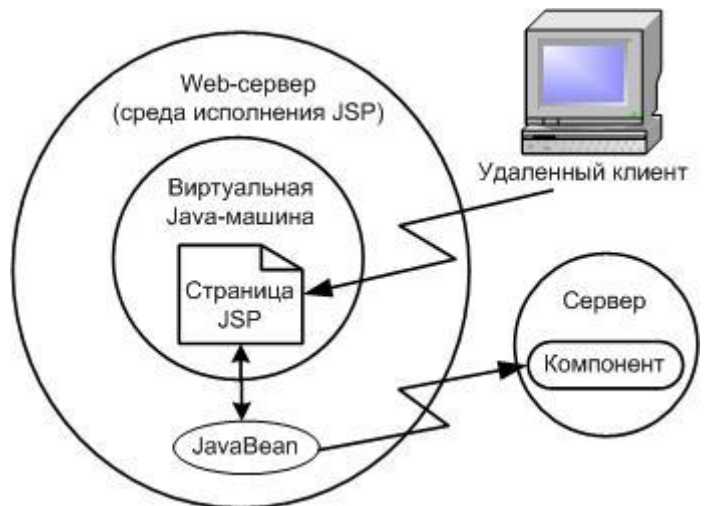 Web-сервер
(среда исполнения JSP)
Виртуальная
Java-машина
Страница
JSP
JavaBean
Удаленный клиент
Сервер
Компонент